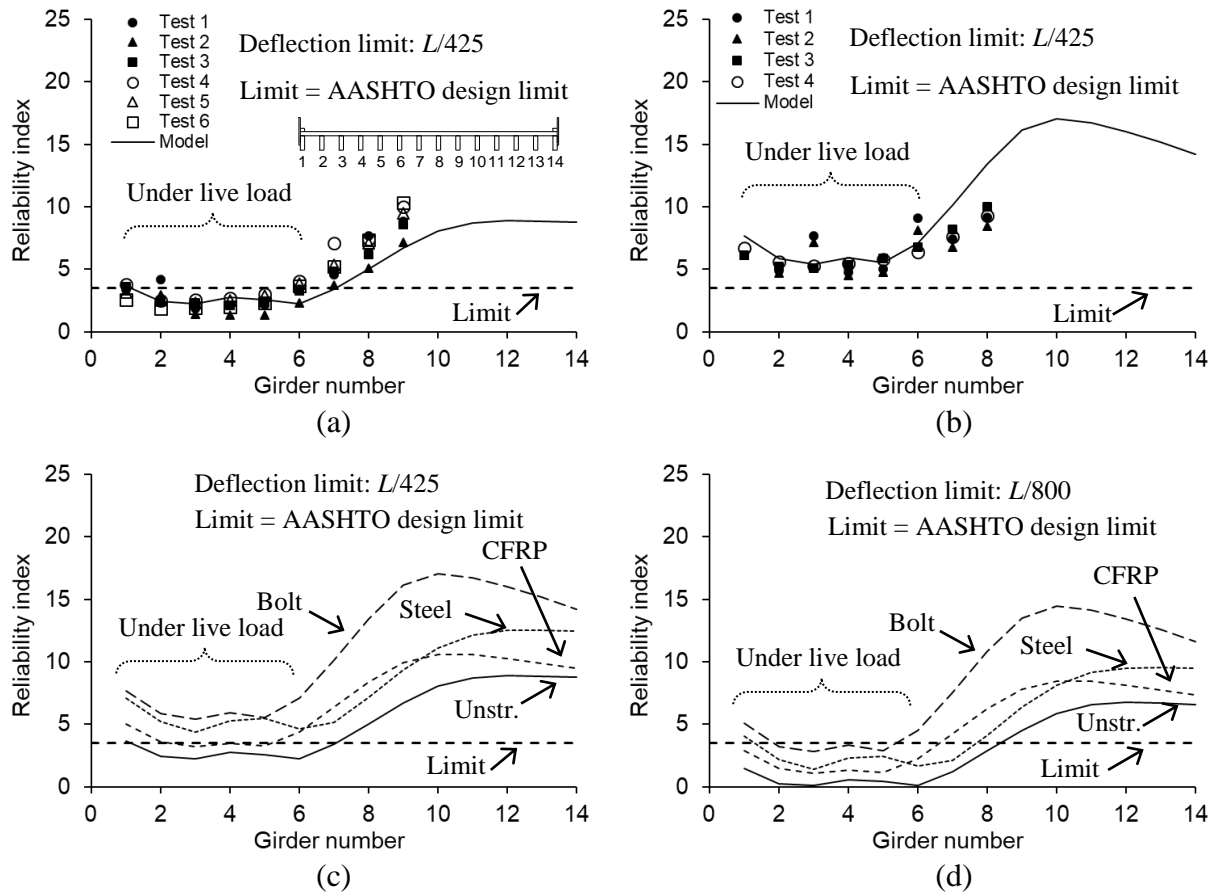 Test 1
Test 2
Test 3
Test 4
Test 5
Test 6
Model
Deflection limit: L/425
Limit = AASHTO design limit
1 2 3 4 5 6 7 8 9 10 11 12 13 14
Under live load
Limit
Reliability index
25
20
15
10
5
0
0 2 4 6 8 10 12 14
Girder number
(a)
Test 1
Test 2
Test 3
Test 4
Model
Deflection limit: L/425
Limit = AASHTO design limit
Under live load
Limit
Reliability index
25
20
15
10
5
0
0 2 4 6 8 10 12 14
Girder number
(b)
Deflection limit: L/425
Limit = AASHTO design limit
CFRP
Steel
Bolt
Under live load
Unstr.
Limit
Reliability index
25
20
15
10
5
0
0 2 4 6 8 10 12 14
Girder number
(c)
Deflection limit: L/800
Limit = AASHTO design limit
CFRP
Steel
Bolt
Under live load
Unstr.
Limit
Reliability index
25
20
15
10
5
0
0 2 4 6 8 10 12 14
Girder number
(d)